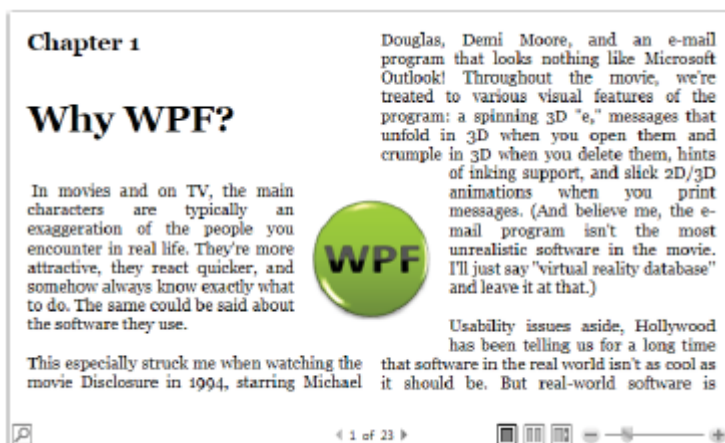 Chapter 1
Why WPF?
In movies and on TV, the main
characters are typically an
exaggeration of the people you
encounter in real life. They're more
attractive, they react quicker, and
somehow always know exactly what
to do. The same could be said about
the software they use.
This especially struck me when watching the
movie Disclosure in 1994, starring Michael
WPF
Douglas, Demi Moore, and an e-mail
program that looks nothing like Microsoft
Outlook! Throughout the movie, we're
treated to various visual features of the
program: a spinning 3D "e," messages that
unfold in 3D when you open them and
crumple in 3D when you delete them, hints
of inking support, and slick 2D/3D
animations when you print
messages. (And believe me, the e-
mail program isn't the most
unrealistic software in the movie.
I'll just say "virtual reality database"
and leave it at that.)
Usability issues aside, Hollywood
has been telling us for a long time
that software in the real world isn't as cool as
it should be. But real-world software is
1 of 23